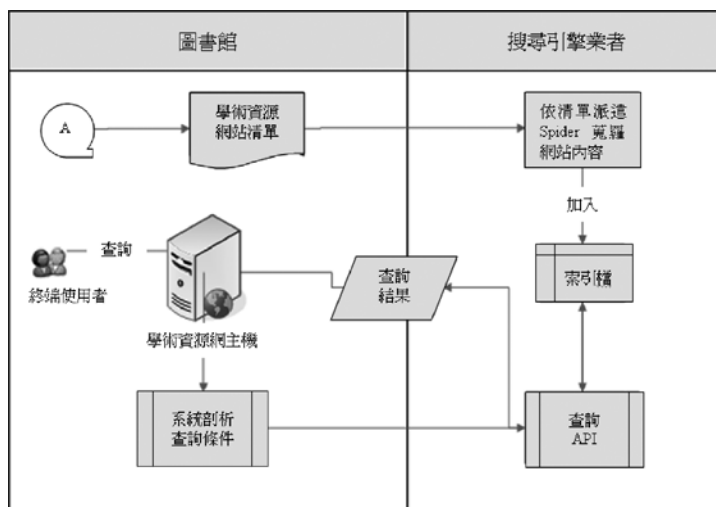 圖書館
搜尋引擎業者
A
學術資源
網站清單
依清單派遣
Spider 蒐羅
網站內容
加入
查詢
終端使用者
學術資源網主機
查詢
結果
索引檔
系統剖析
查詢條件
查詢
API